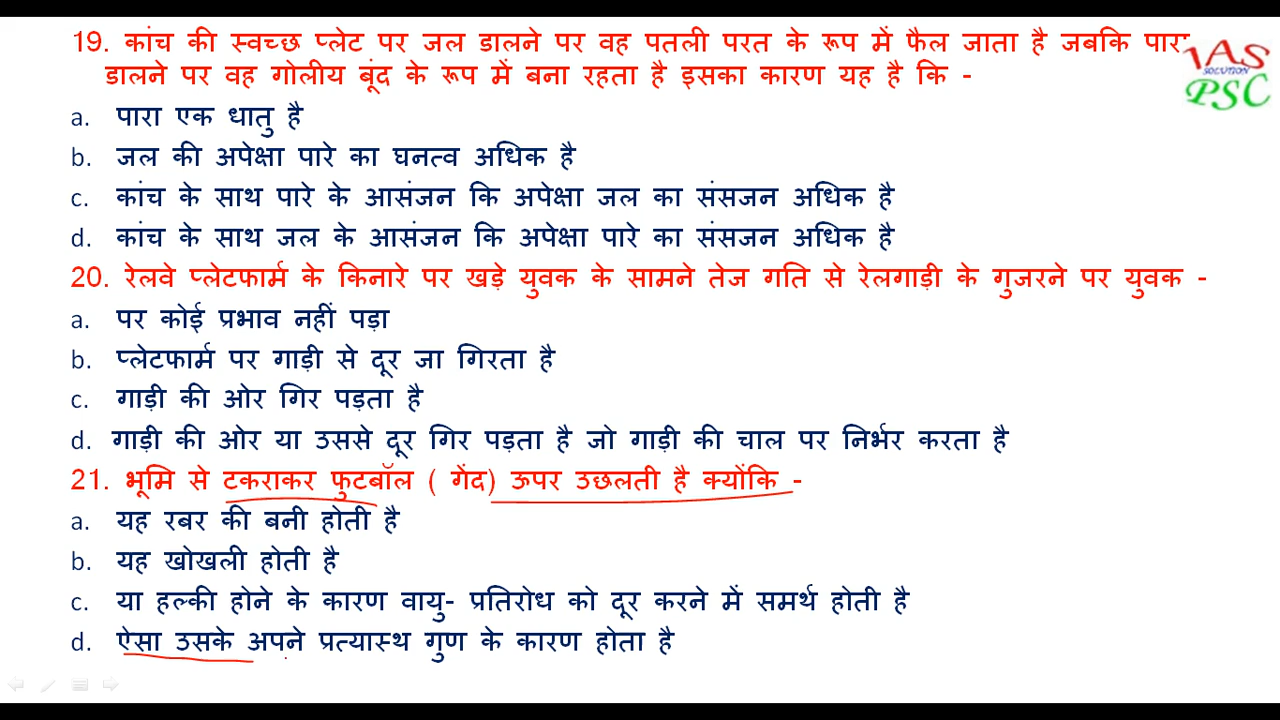 19. कांच की स्वच्छ प्लेट पर जल डालने पर वह पतली परत के रूप में फैल जाता है जबकि पारा
डालने पर वह गोलीय बूंद के रूप में बना रहता है इसका कारण यह है कि -
IAS
SOLUTION
PSC
a. पारा एक धातु है
b. जल की अपेक्षा पारे का घनत्व अधिक है
c. कांच के साथ पारे के आसंजन कि अपेक्षा जल का संसजन अधिक है
d. कांच के साथ जल के आसंजन कि अपेक्षा पारे का संसजन अधिक है
20. रेलवे प्लेटफार्म के किनारे पर खड़े युवक के सामने तेज गति से रेलगाड़ी के गुजरने पर युवक -
a. पर कोई प्रभाव नहीं पड़ा
b. प्लेटफार्म पर गाड़ी से दूर जा गिरता है
c. गाड़ी की ओर गिर पड़ता है
d. गाड़ी की ओर या उससे दूर गिर पड़ता है जो गाड़ी की चाल पर निर्भर करता है
21. भूमि से टकराकर फुटबॉल ( गेंद) ऊपर उछलती है क्योंकि -
a. यह रबर की बनी होती है
b. यह खोखली होती है
c. या हल्की होने के कारण वायु- प्रतिरोध को दूर करने में समर्थ होती है
d. ऐसा उसके अपने प्रत्यास्थ गुण के कारण होता है